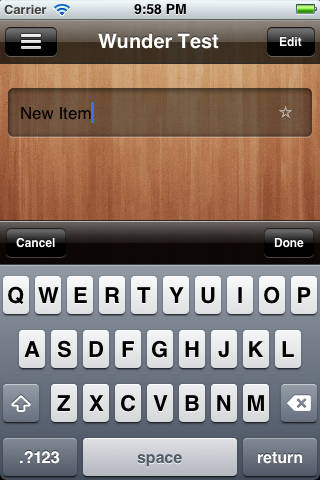 Carrier 9:58 PM
Wunder Test Edit
New Item
Cancel Done
Q W E R T Y U I O P
A S D F G H J K L
Z X C V B N M
.?123 space return